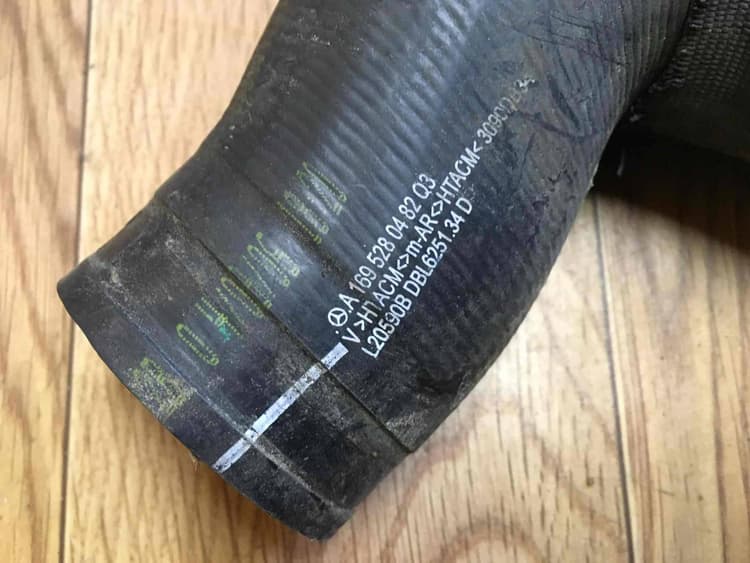 A 169 528 04 82 Q3
V >HTACM<>m-AR<>HTACM<
L20590B DBL6251.34 D